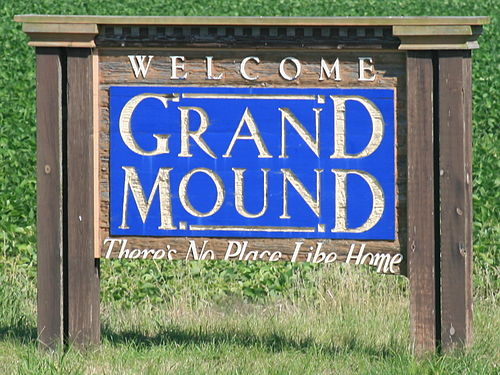 WELCOME
GRAND
MOUND
There's No Place Like Home